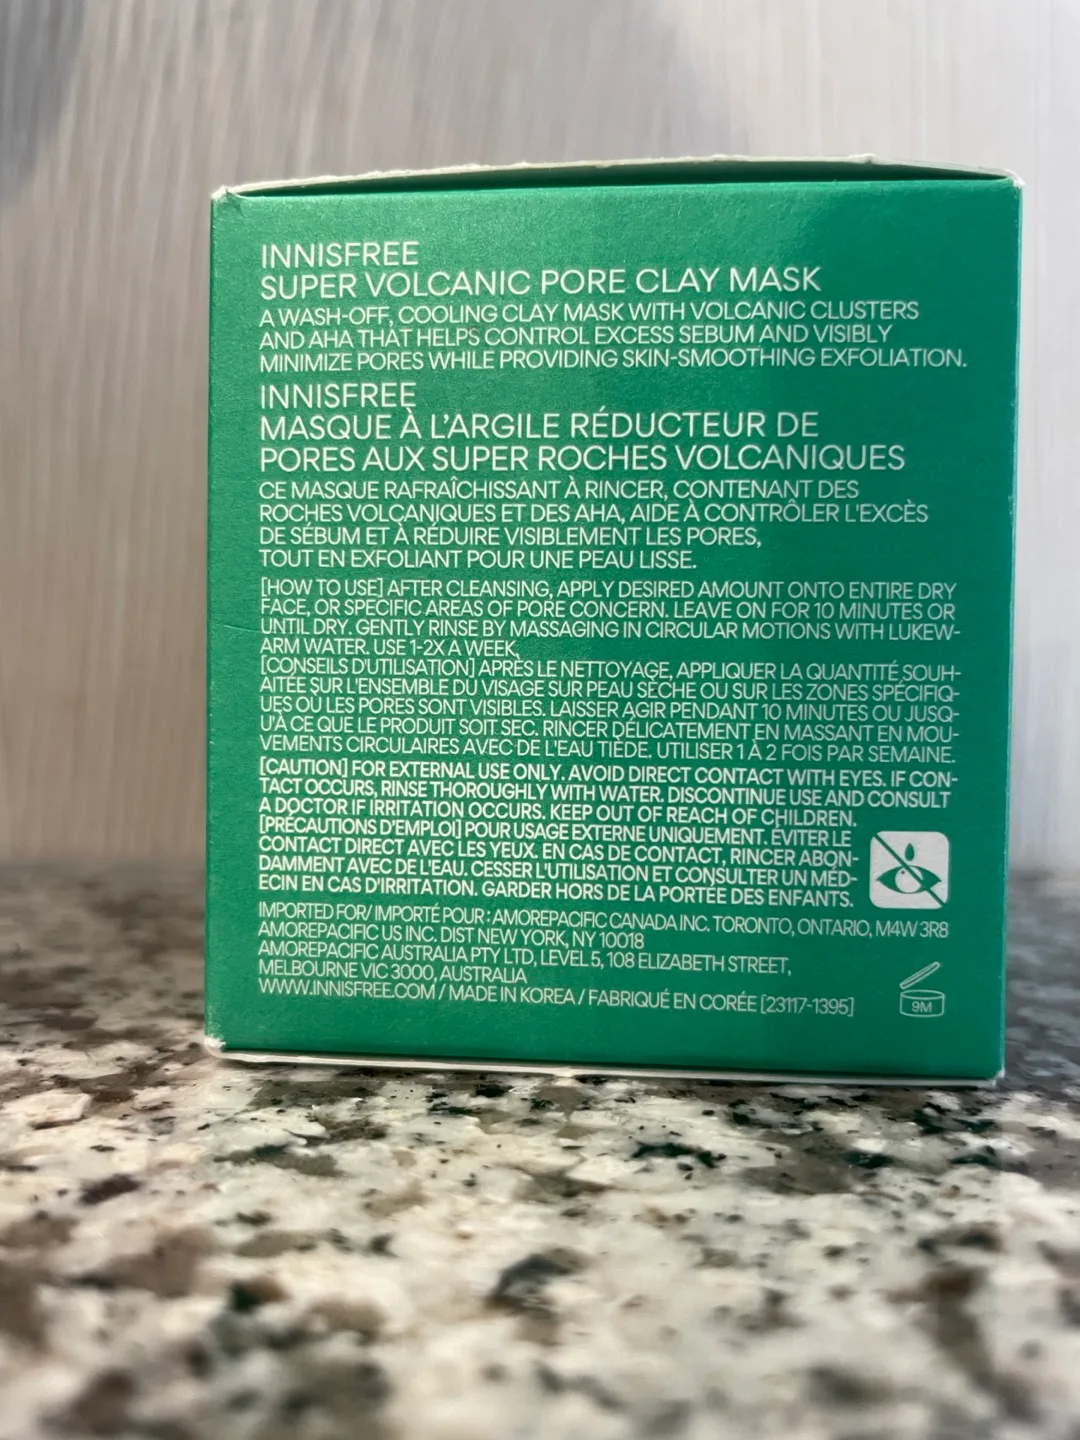 INNISFREE
SUPER VOLCANIC PORE CLAY MASK
A WASH-OFF, COOLING CLAY MASK WITH VOLCANIC CLUSTERS
AND AHA THAT HELPS CONTROL EXCESS SEBUM AND VISIBLY
MINIMIZE PORES WHILE PROVIDING SKIN-SMOOTHING EXFOLIATION.
INNISFREE
MASQUE À L'ARGILE RÉDUCTEUR DE
PORES AUX SUPER ROCHES VOLCANIQUES
CE MASQUE RAFRAÎCHISSANT À RINCER, CONTENANT DES
ROCHES VOLCANIQUES ET DES AHA, AIDE À CONTRÔLER L'EXCÈS
DE SÉBUM ET À RÉDUIRE VISIBLEMENT LES PORES,
TOUT EN EXFOLIANT POUR UNE PEAU LISSE.
[HOW TO USE] AFTER CLEANSING, APPLY DESIRED AMOUNT ONTO ENTIRE DRY
FACE, OR SPECIFIC AREAS OF PORE CONCERN. LEAVE ON FOR 10 MINUTES OR
UNTIL DRY. GENTLY RINSE BY MASSAGING IN CIRCULAR MOTIONS WITH LUKEW-
ARM WATER. USE 1-2X A WEEK.
[CONSEILS D'UTILISATION] APRÈS LE NETTOYAGE, APPLIQUER LA QUANTITÉ SOUH-
AITÉE SUR L'ENSEMBLE DU VISAGE SUR PEAU SÈCHE OU SUR LES ZONES SPÉCIFIQ-
UES OÙ LES PORES SONT VISIBLES. LAISSER AGIR PENDANT 10 MINUTES OU JUSQ-
U'À CE QUE LE PRODUIT SOIT SEC. RINCER DÉLICATEMENT EN MASSANT EN MOU-
VEMENTS CIRCULAIRES AVEC DE L'EAU TIÈDE. UTILISER 1 À 2 FOIS PAR SEMAINE.
[CAUTION] FOR EXTERNAL USE ONLY. AVOID DIRECT CONTACT WITH EYES. IF CON-
TACT OCCURS, RINSE THOROUGHLY WITH WATER. DISCONTINUE USE AND CONSULT
A DOCTOR IF IRRITATION OCCURS. KEEP OUT OF REACH OF CHILDREN.
[PRÉCAUTIONS D'EMPLOI] POUR USAGE EXTERNE UNIQUEMENT. ÉVITER LE
CONTACT DIRECT AVEC LES YEUX. EN CAS DE CONTACT, RINCER ABON-
DAMMENT AVEC DE L'EAU. CESSER L'UTILISATION ET CONSULTER UN MÉD-
ECIN EN CAS D'IRRITATION. GARDER HORS DE LA PORTÉE DES ENFANTS.
IMPORTED FOR/ IMPORTÉ POUR : AMOREPACIFIC CANADA INC. TORONTO, ONTARIO, M4W 3R8
AMOREPACIFIC US INC. DIST NEW YORK, NY 10018
AMOREPACIFIC AUSTRALIA PTY LTD, LEVEL 5, 108 ELIZABETH STREET,
MELBOURNE VIC 3000, AUSTRALIA
WWW.INNISFREE.COM / MADE IN KOREA / FABRIQUÉ EN CORÉE [23117-1395]
9M